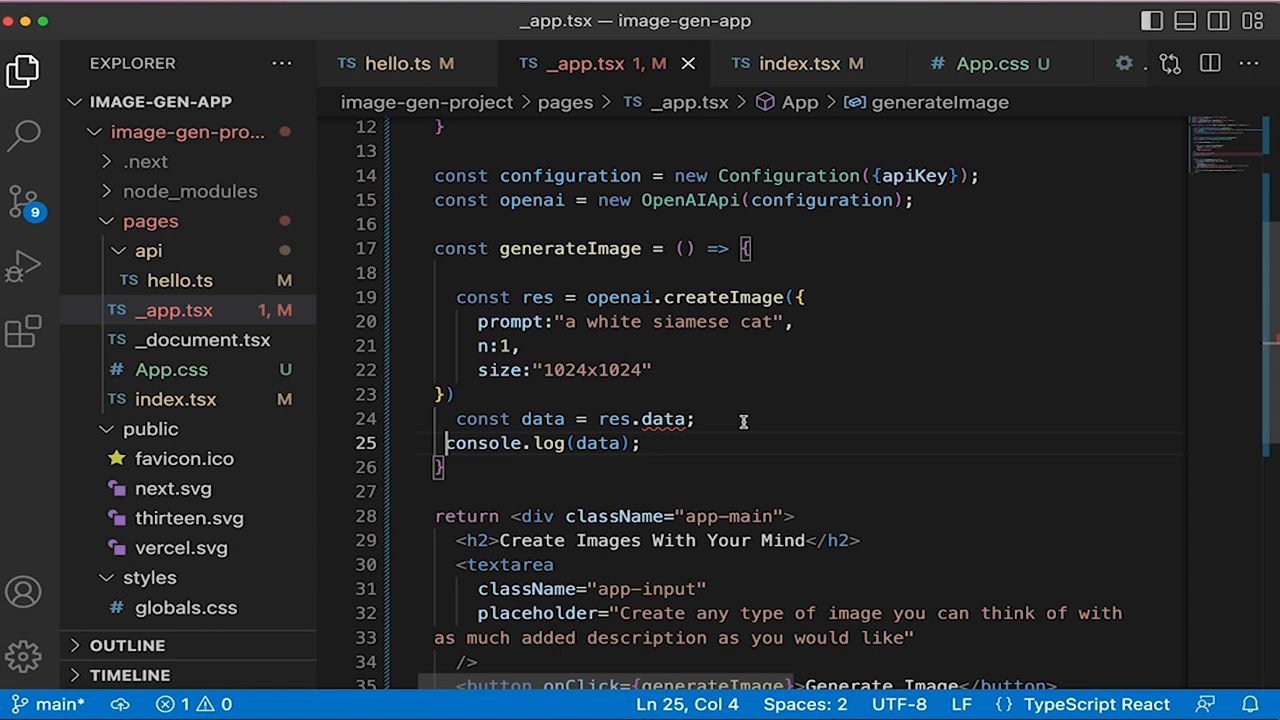 _app.tsx — image-gen-app
EXPLORER ···
IMAGE-GEN-APP
image-gen-pro...
.next
node_modules
pages
api
TS hello.ts M
TS _app.tsx 1, M
TS _document.tsx
# App.css U
TS index.tsx M
public
favicon.ico
next.svg
thirteen.svg
vercel.svg
styles
# globals.css
OUTLINE
TIMELINE
9
TS hello.ts M
TS _app.tsx 1, M
TS index.tsx M
# App.css U
image-gen-project > pages > TS _app.tsx > App > generateImage
12 }
13
14 const configuration = new Configuration({apiKey});
15 const openai = new OpenAIApi(configuration);
16
17 const generateImage = () => {
18
19 const res = openai.createImage({
20 prompt:"a white siamese cat",
21 n:1,
22 size:"1024x1024"
23 })
24 const data = res.data;
25 console.log(data);
26 }
27
28 return <div className="app-main">
29 <h2>Create Images With Your Mind</h2>
30 <textarea
31 className="app-input"
32 placeholder="Create any type of image you can think of with
33 as much added description as you would like"
34 />
35 <button onClick={generateImage}>Generate Image</button>
main* 1 0 Ln 25, Col 4 Spaces: 2 UTF-8 LF {} TypeScript React